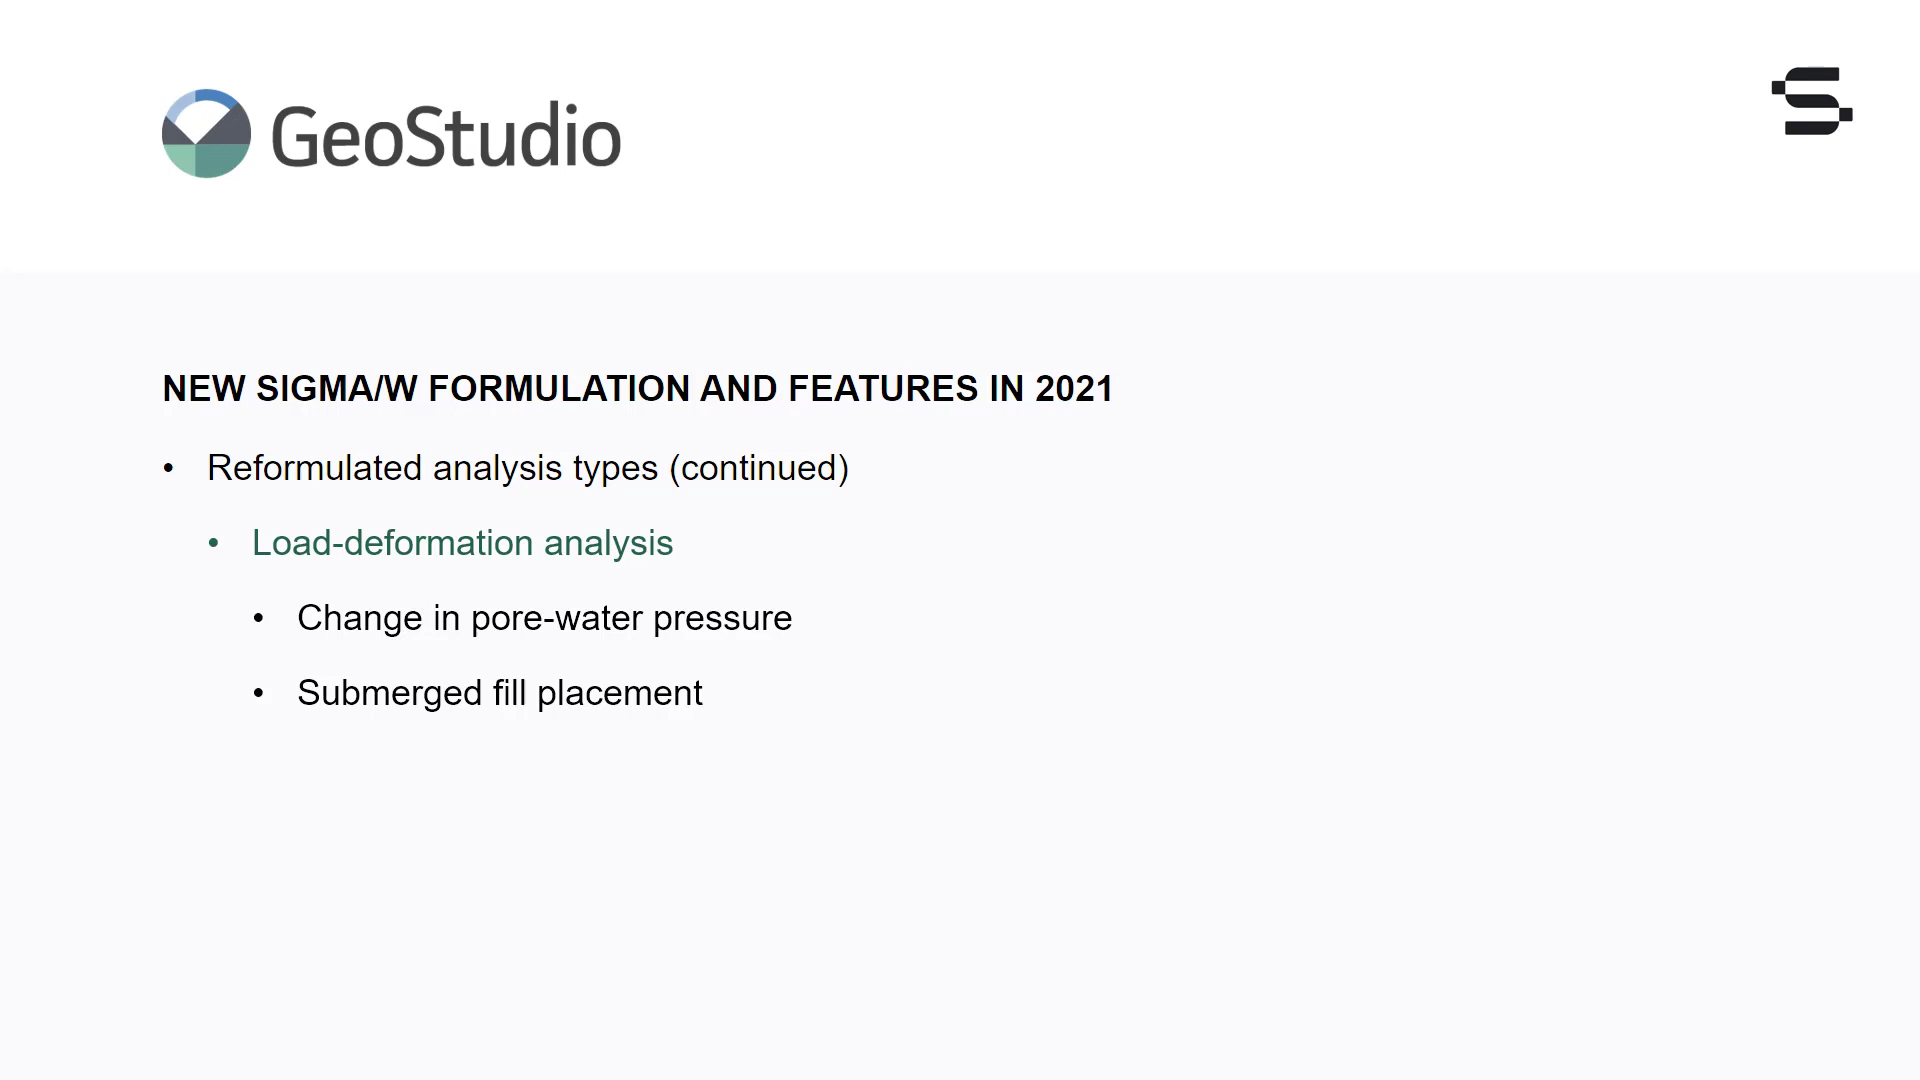 GeoStudio
NEW SIGMA/W FORMULATION AND FEATURES IN 2021
• Reformulated analysis types (continued)
• Load-deformation analysis
• Change in pore-water pressure
• Submerged fill placement